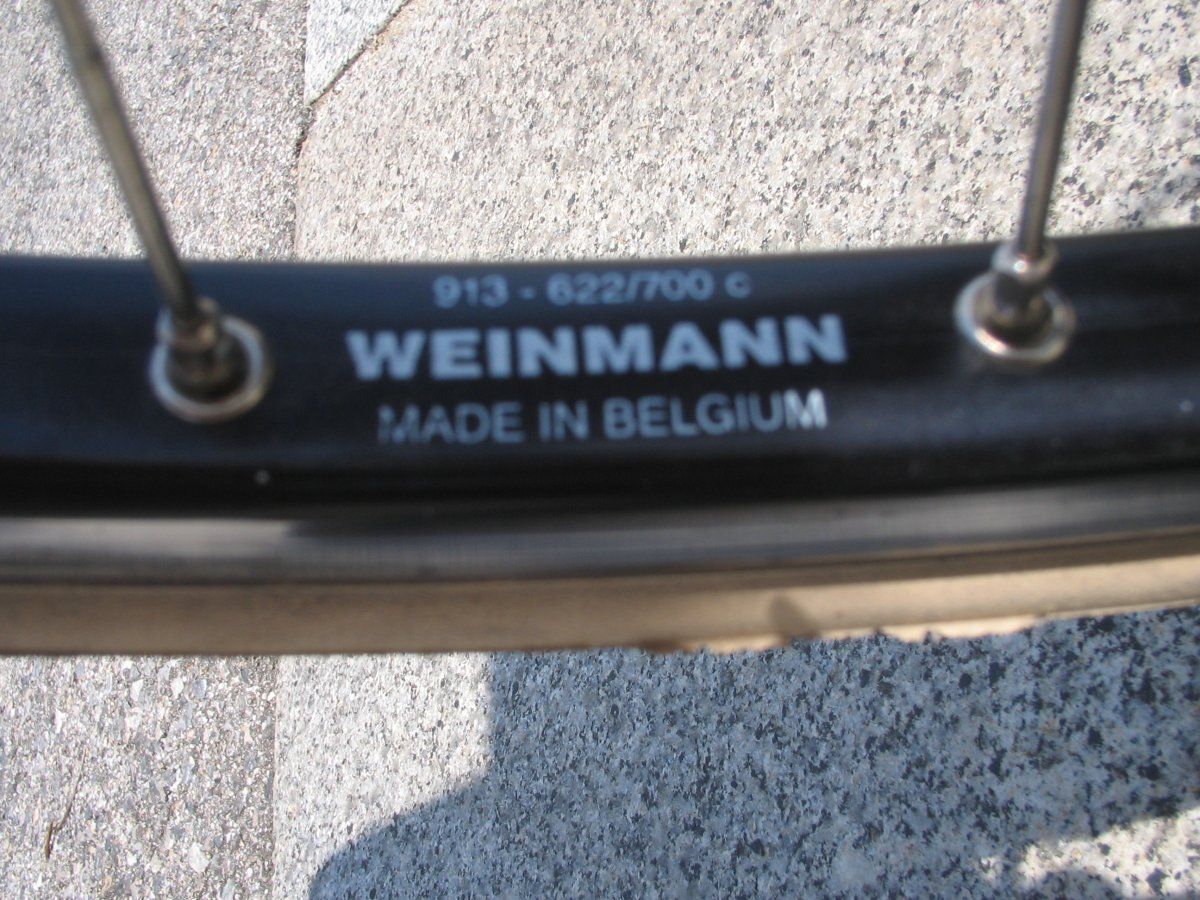 913 - 622/700 c
WEINMANN
MADE IN BELGIUM